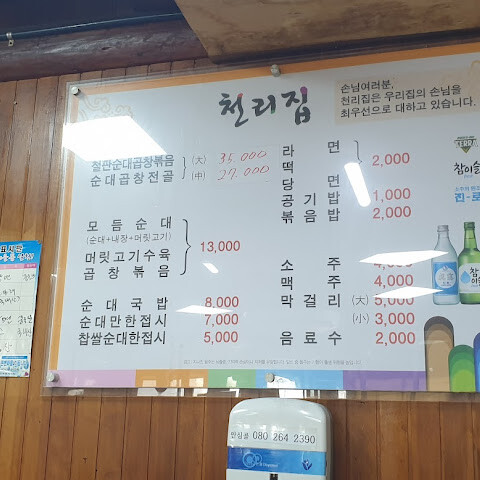 천리집
손님여러분,
천리집은 우리집의 손님을
최우선으로 대하고 있습니다.
철판순대곱창볶음 (大) 35.000
순대곱창전골 (中) 27.000
모듬순대
(순대+내장+머릿고기)
머릿고기수육
곱창볶음
13,000
순대국밥 8,000
순대만한접시 7,000
찹쌀순대한접시 5,000
라면
떡
당면
2,000
공기밥 1,000
볶음밥 2,000
소주 4,000
맥주 4,000
막걸리 (大) 5,000
(小) 3,000
음료수 2,000
TERRA
참이슬
안심콜 080 264 2390